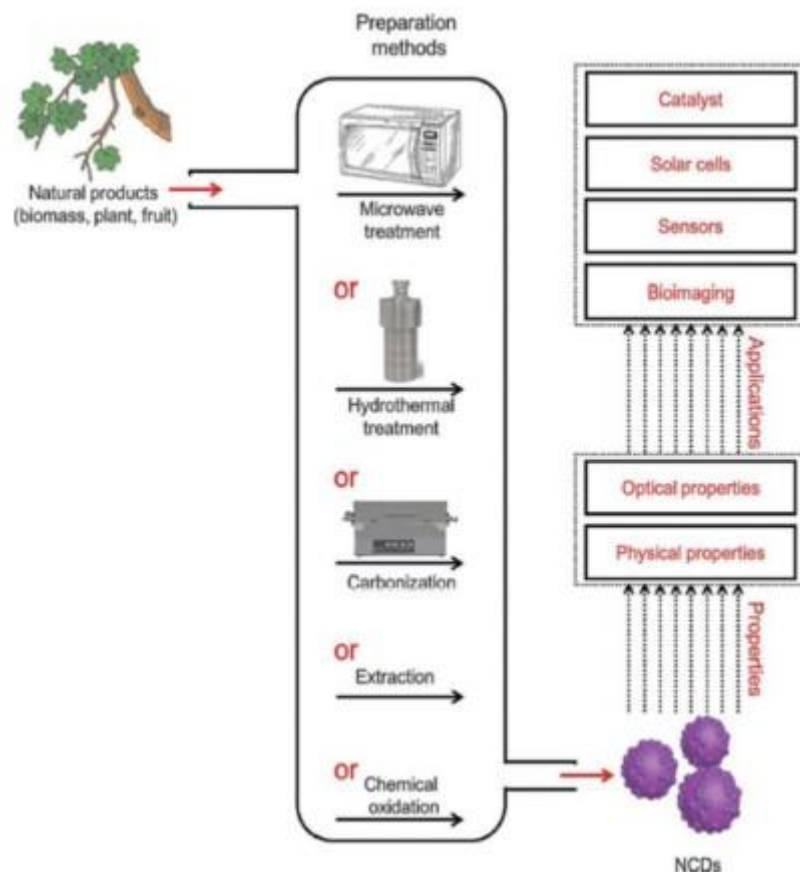 Preparation
methods
Natural products
(biomass, plant, fruit)
Microwave
treatment
or
Hydrothermal
treatment
or
Carbonization
or
Extraction
or
Chemical
oxidation
Catalyst
Solar cells
Sensors
Bioimaging
Applications
Optical properties
Physical properties
Properties
NCDs